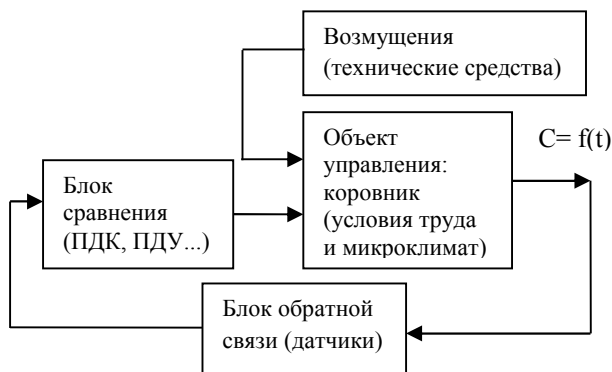 Возмущения
(технические средства)
Объект
управления:
коровник
(условия труда
и микроклимат)
C= f(t)
Блок
сравнения
(ПДК, ПДУ...)
Блок обратной
связи (датчики)